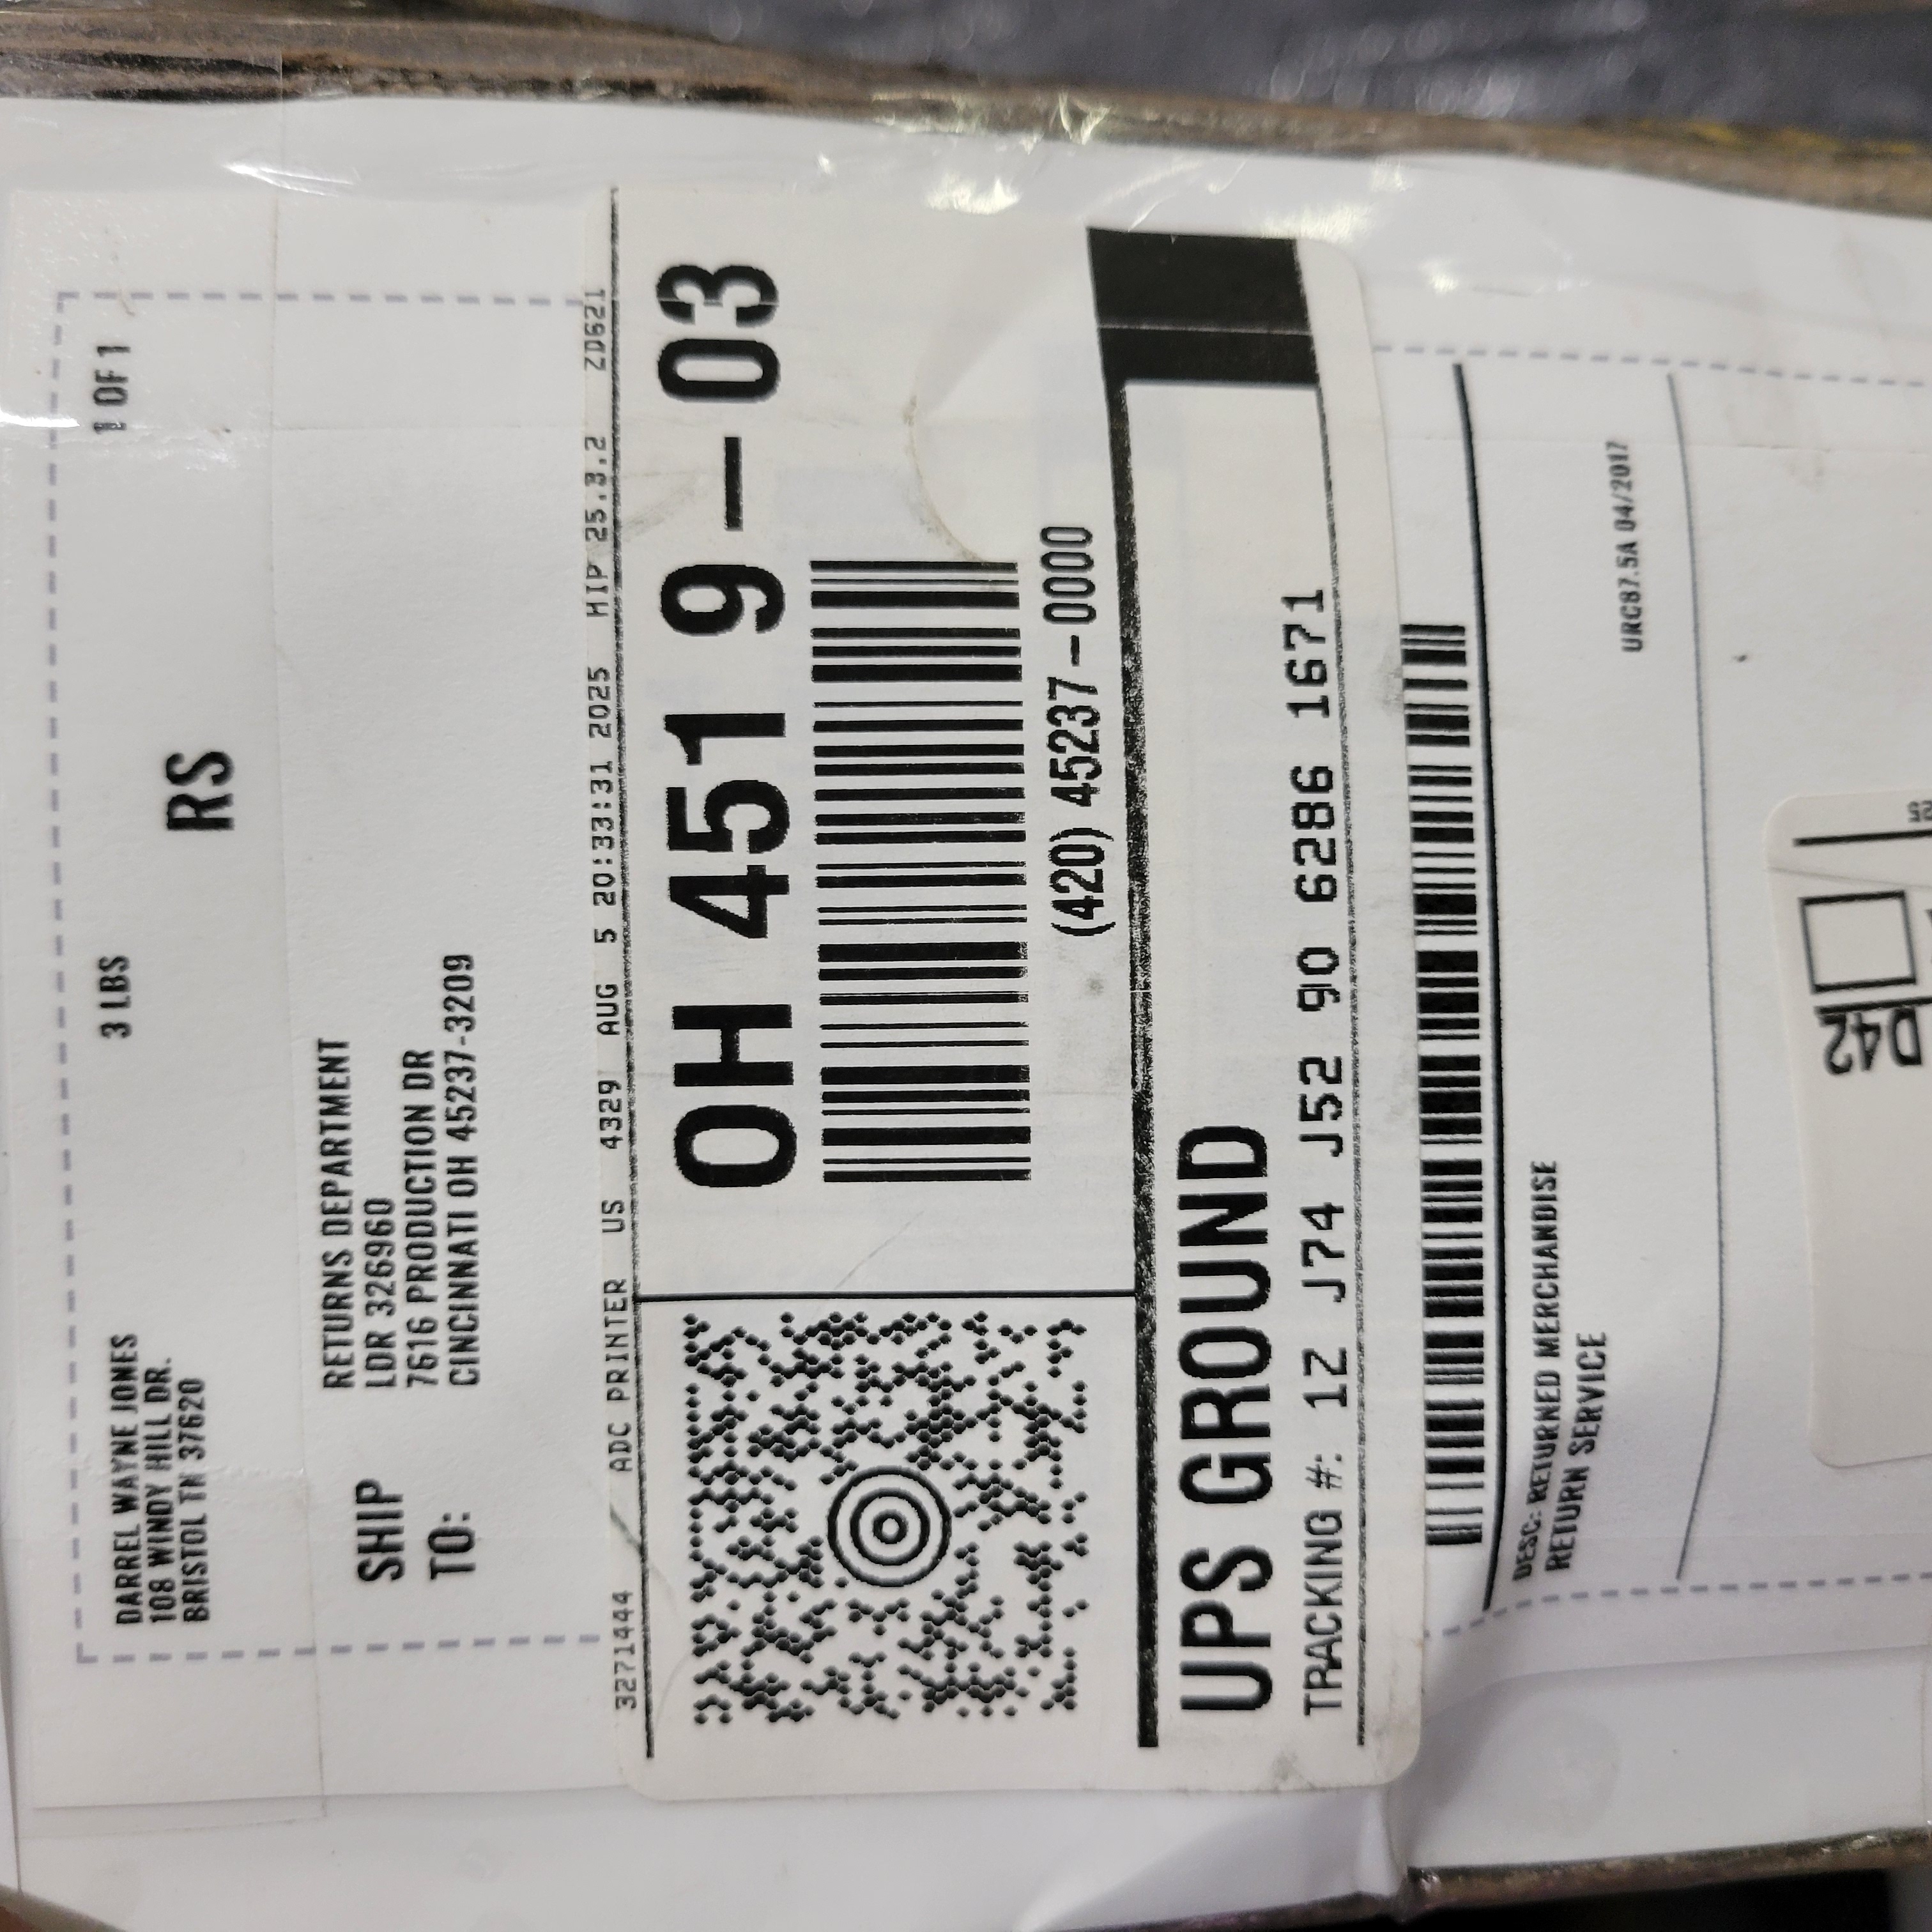 DARREL WAYNE JONES
108 WINDY HILL DR.
BRISTOL TN 37620
3 LBS
1 OF 1
RS
SHIP
TO:
RETURNS DEPARTMENT
LDR 326960
7616 PRODUCTION DR
CINCINNATI OH 45237-3209
3271444 ADC PRINTER US 4329 AUG 5 20:33:31 2025 HIP 25.3.2 ZD621
OH 451 9-03
(420) 45237-0000
UPS GROUND
TRACKING #: 1Z J74 J52 90 6286 1671
DESC: RETURNED MERCHANDISE
RETURN SERVICE
URC87.5A 04/2017
D42